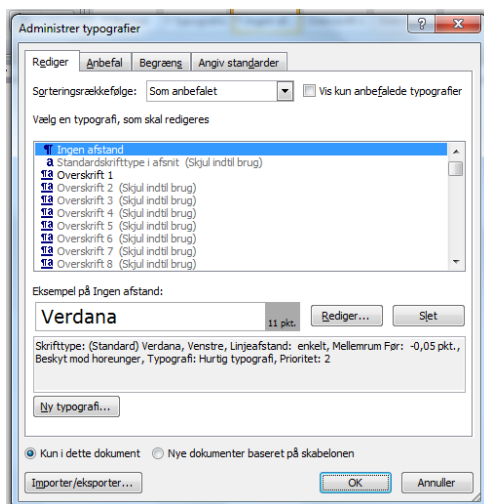 Administrer typografier
Rediger Anbefal Begræns Angiv standarder
Sorteringsrækkefølge: Som anbefalet Vis kun anbefalede typografier
Vælg en typografi, som skal redigeres
¶ Ingen afstand
a Standardskrifttype i afsnit (Skjul indtil brug)
¶a Overskrift 1
¶a Overskrift 2 (Skjul indtil brug)
¶a Overskrift 3 (Skjul indtil brug)
¶a Overskrift 4 (Skjul indtil brug)
¶a Overskrift 5 (Skjul indtil brug)
¶a Overskrift 6 (Skjul indtil brug)
¶a Overskrift 7 (Skjul indtil brug)
¶a Overskrift 8 (Skjul indtil brug)
Eksempel på Ingen afstand:
Verdana 11 pkt. Rediger... Slet
Skrifttype: (Standard) Verdana, Venstre, Linjeafstand: enkelt, Mellemrum Før: -0,05 pkt.,
Beskyt mod horeunger, Typografi: Hurtig typografi, Prioritet: 2
Ny typografi...
Kun i dette dokument Nye dokumenter baseret på skabelonen
Importer/eksporter... OK Annuller